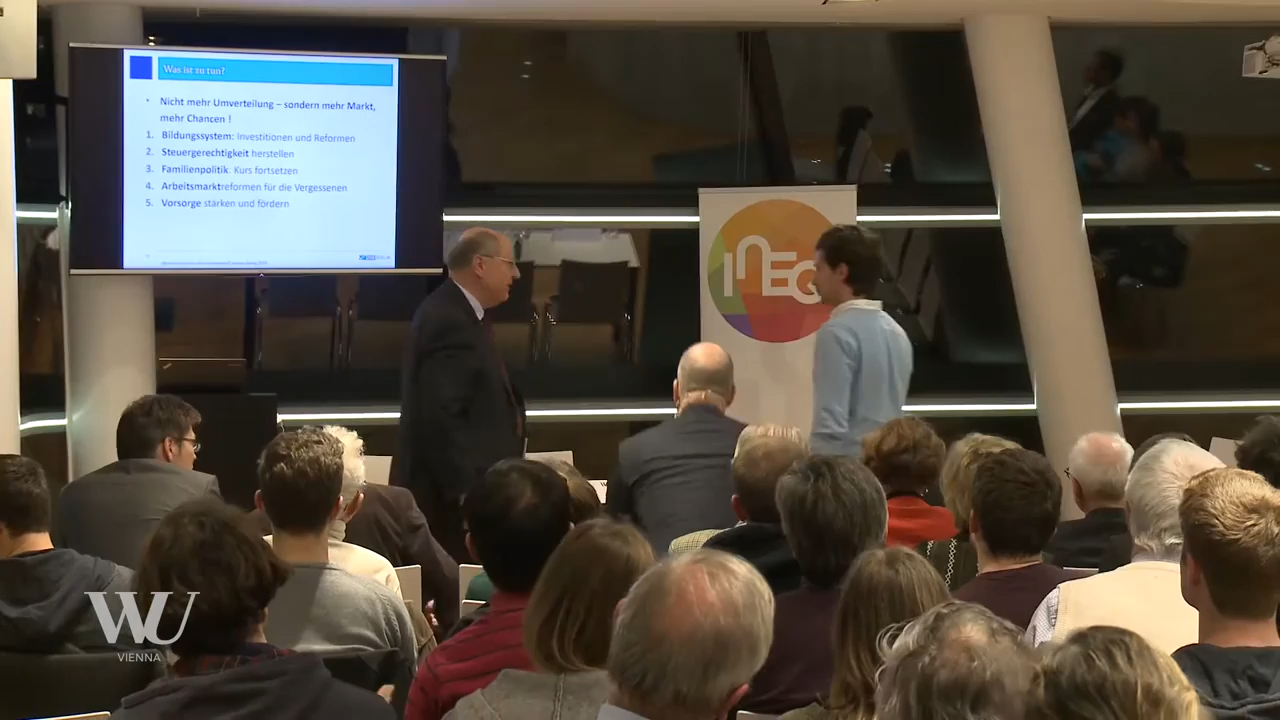 Was ist zu tun?
• Nicht mehr Umverteilung – sondern mehr Markt,
mehr Chancen !
1. Bildungssystem: Investitionen und Reformen
2. Steuergerechtigkeit herstellen
3. Familienpolitik: Kurs fortsetzen
4. Arbeitsmarktreformen für die Vergessenen
5. Vorsorge stärken und fördern
INEQ
WU
VIENNA